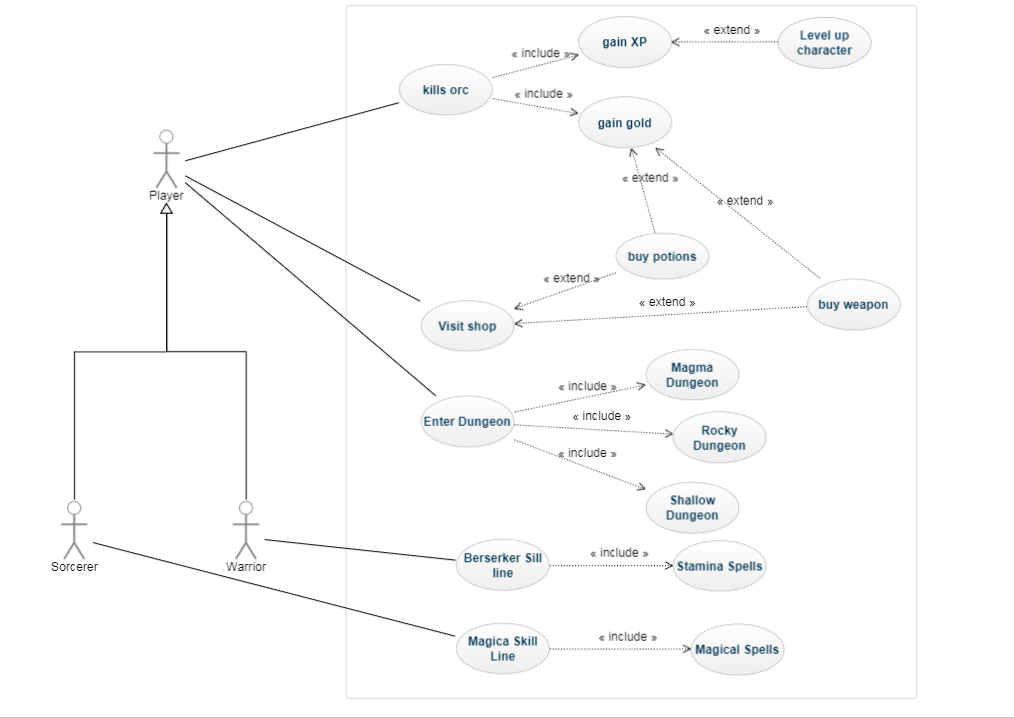 gain XP
« extend »
Level up
character
« include »
kills orc
« include »
gain gold
« extend »
Player
« extend »
buy potions
« extend »
« extend »
buy weapon
Visit shop
Magma
Dungeon
« include »
« include »
Enter Dungeon
Rocky
Dungeon
« include »
Shallow
Dungeon
Sorcerer
Warrior
Berserker Sill
line
« include »
Stamina Spells
Magica Skill
Line
« include »
Magical Spells